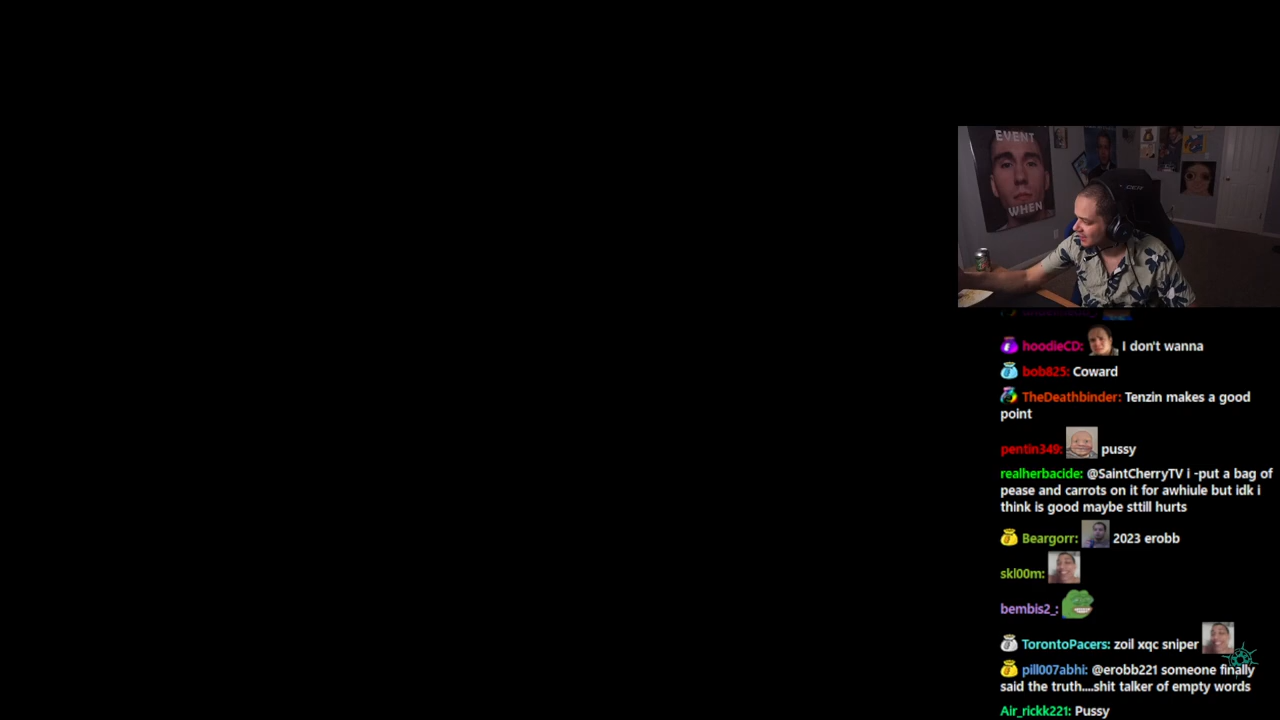 EVENT
WHEN
hoodieCD: I don't wanna
bob825: Coward
TheDeathbinder: Tenzin makes a good
point
pentin349: pussy
realherbacide: @SaintCherryTV i -put a bag of
pease and carrots on it for awhiule but idk i
think is good maybe sttill hurts
Beargorr: 2023 erobb
skl00m:
bembis2_:
TorontoPacers: zoil xqc sniper
pill007abhi: @erobb221 someone finally
said the truth....shit talker of empty words
Air_rickk221: Pussy